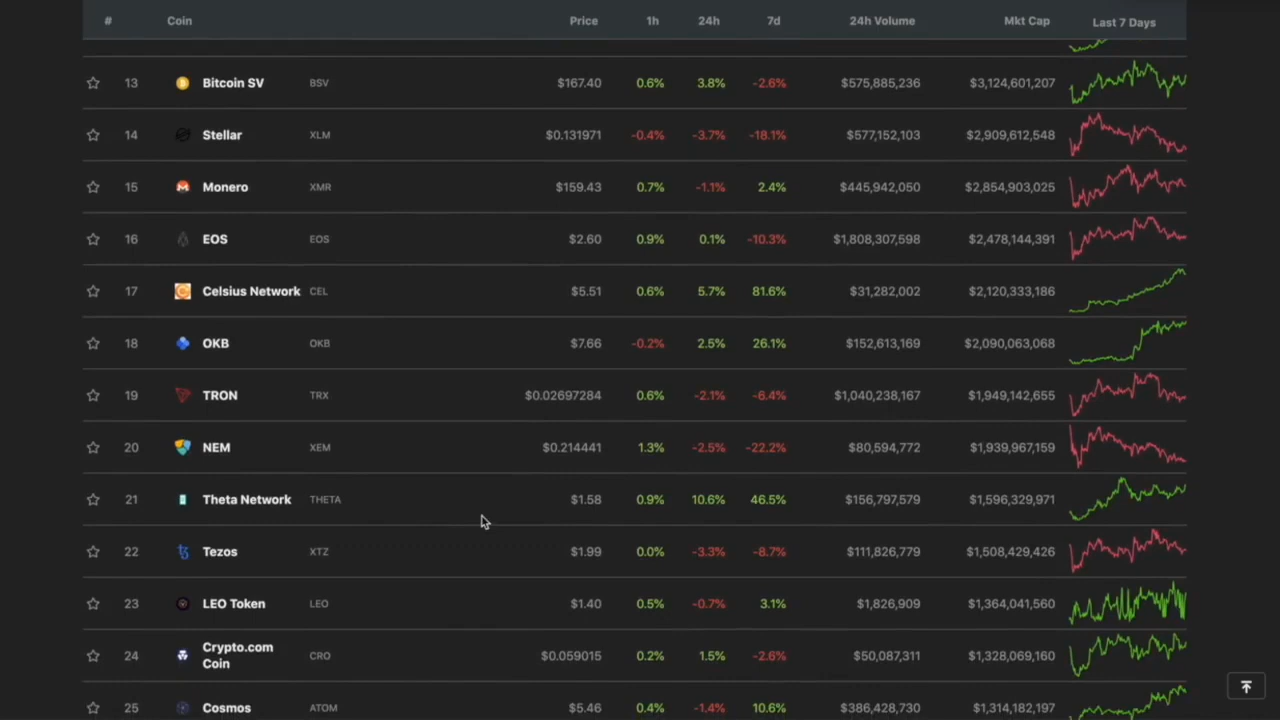 # Coin Price 1h 24h 7d 24h Volume Mkt Cap Last 7 Days
13 Bitcoin SV BSV $167.40 0.6% 3.8% -2.6% $575,885,236 $3,124,601,207
14 Stellar XLM $0.131971 -0.4% -3.7% -18.1% $577,152,103 $2,909,612,548
15 Monero XMR $159.43 0.7% -1.1% 2.4% $445,942,050 $2,854,903,025
16 EOS EOS $2.60 0.9% 0.1% -10.3% $1,808,307,598 $2,478,144,391
17 Celsius Network CEL $5.51 0.6% 5.7% 81.6% $31,282,002 $2,120,333,186
18 OKB OKB $7.66 -0.2% 2.5% 26.1% $152,613,169 $2,090,063,068
19 TRON TRX $0.02697284 0.6% -2.1% -6.4% $1,040,238,167 $1,949,142,655
20 NEM XEM $0.214441 1.3% -2.5% -22.2% $80,594,772 $1,939,967,159
21 Theta Network THETA $1.58 0.9% 10.6% 46.5% $156,797,579 $1,596,329,971
22 Tezos XTZ $1.99 0.0% -3.3% -8.7% $111,826,779 $1,508,429,426
23 LEO Token LEO $1.40 0.5% -0.7% 3.1% $1,826,909 $1,364,041,560
24 Crypto.com Coin CRO $0.059015 0.2% 1.5% -2.6% $50,087,311 $1,328,069,160
25 Cosmos ATOM $5.46 0.4% -1.4% 10.6% $386,428,730 $1,314,182,197